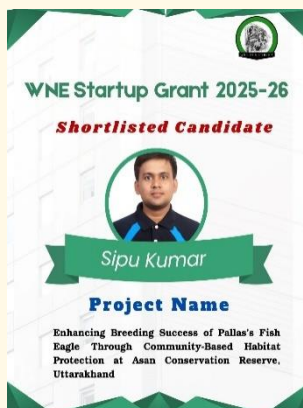 WNE Startup Grant 2025-26
Shortlisted Candidate
Sipu Kumar
Project Name
Enhancing Breeding Success of Pallas's Fish
Eagle Through Community-Based Habitat
Protection at Asan Conservation Reserve,
Uttarakhand